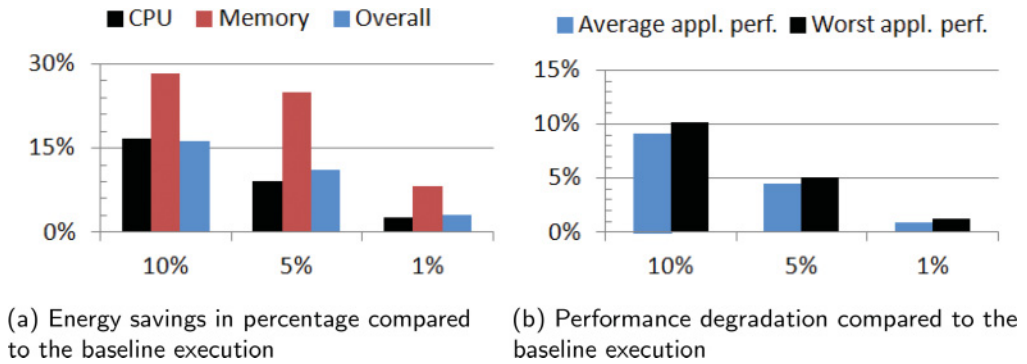 CPU Memory Overall
30%
15%
0%
10% 5% 1%
(a) Energy savings in percentage compared
to the baseline execution
Average appl. perf. Worst appl. perf.
15%
10%
5%
0%
10% 5% 1%
(b) Performance degradation compared to the
baseline execution